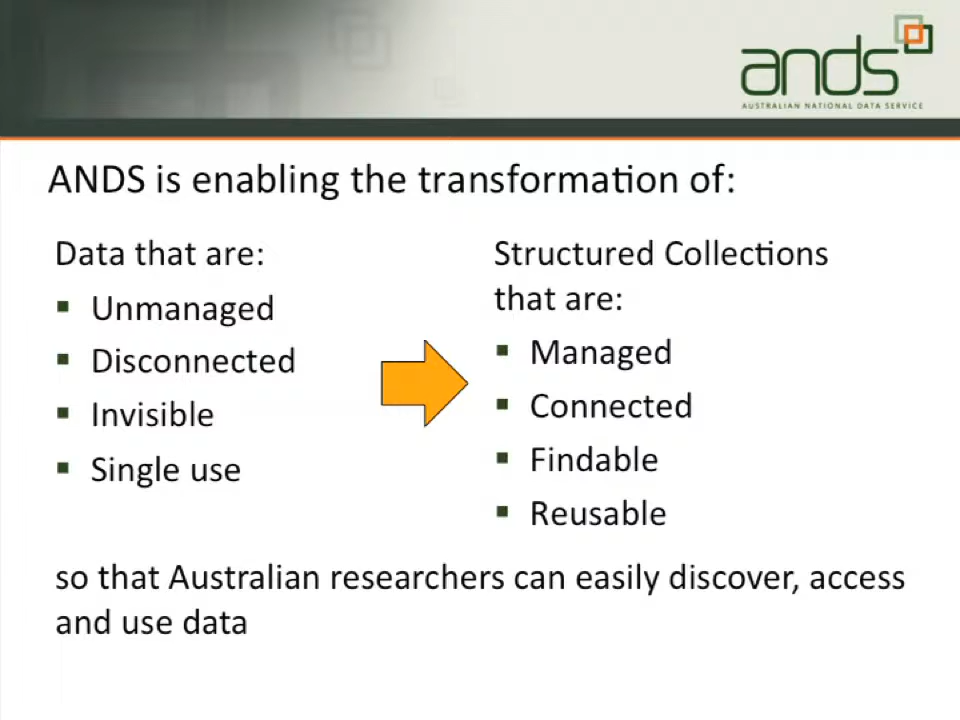 ands
AUSTRALIAN NATIONAL DATA SERVICE
ANDS is enabling the transformation of:
Data that are:
Unmanaged
Disconnected
Invisible
Single use
Structured Collections
that are:
Managed
Connected
Findable
Reusable
so that Australian researchers can easily discover, access
and use data